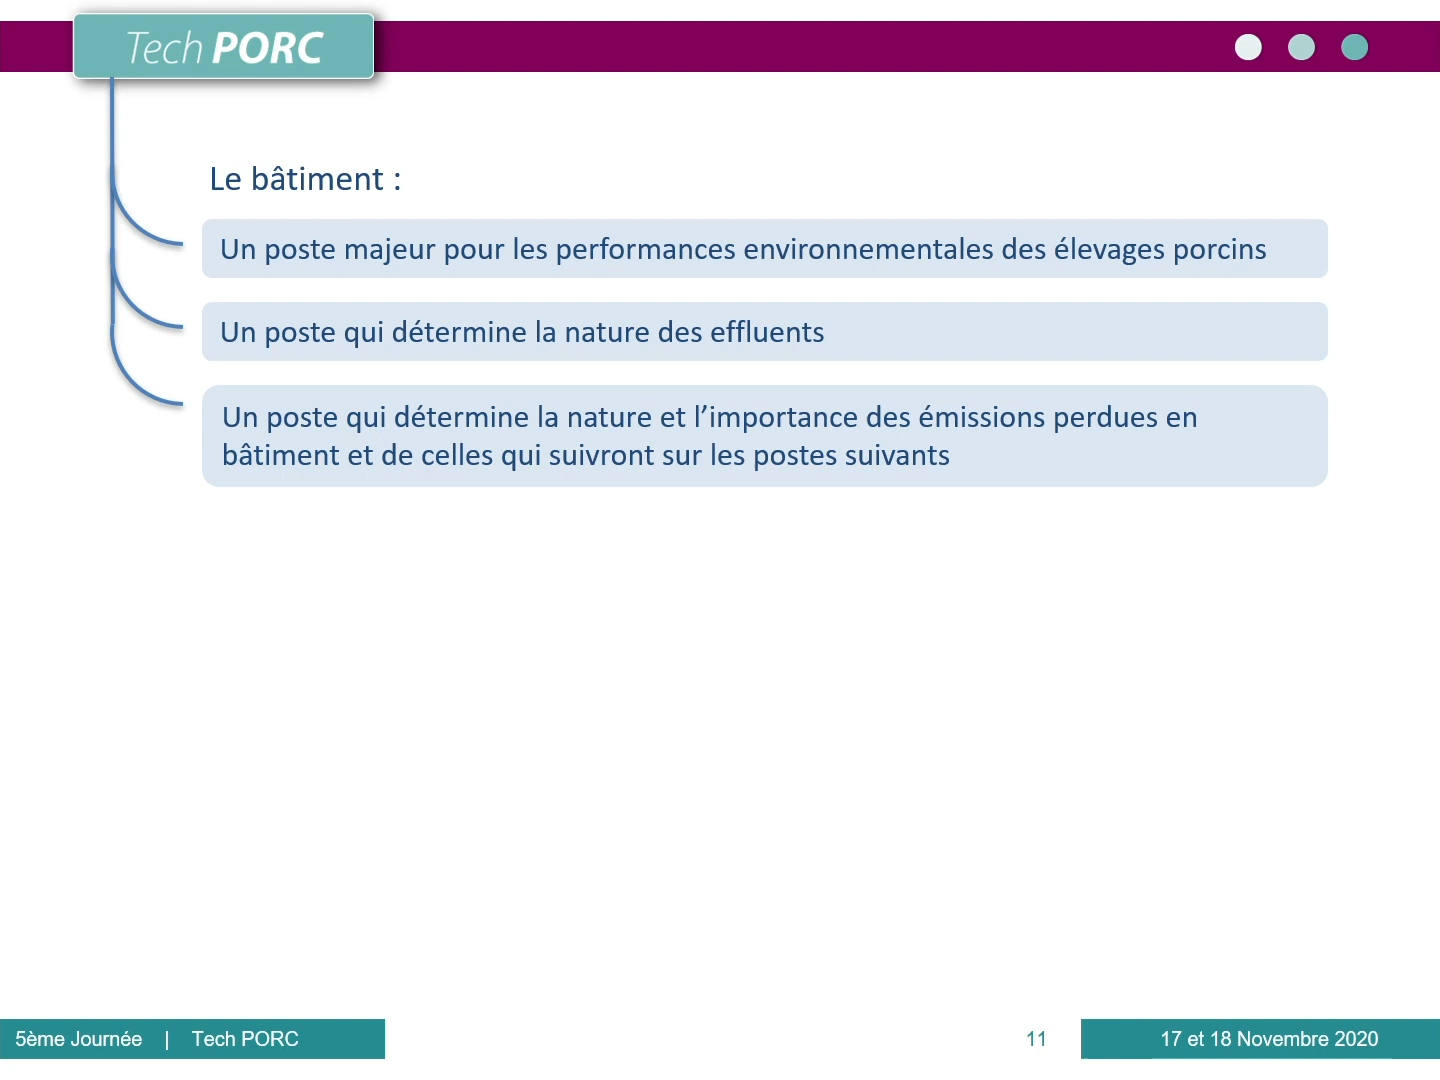 Tech PORC
Le bâtiment :
Un poste majeur pour les performances environnementales des élevages porcins
Un poste qui détermine la nature des effluents
Un poste qui détermine la nature et l’importance des émissions perdues en
bâtiment et de celles qui suivront sur les postes suivants
5ème Journée | Tech PORC
11
17 et 18 Novembre 2020